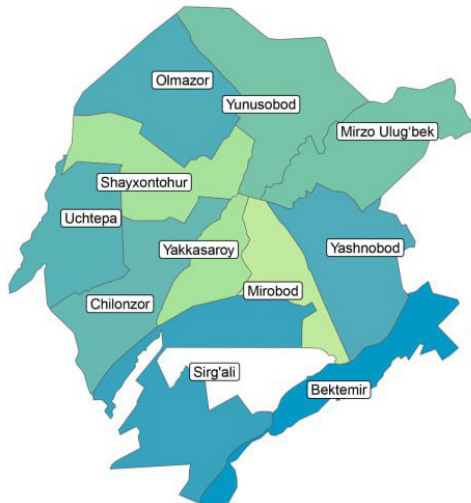 Olmazor
Yunusobod
Mirzo Ulug'bek
Shayxontohur
Uchtepa
Yakkasaroy
Yashnobod
Mirobod
Chilonzor
Sirg'ali
Bektemir